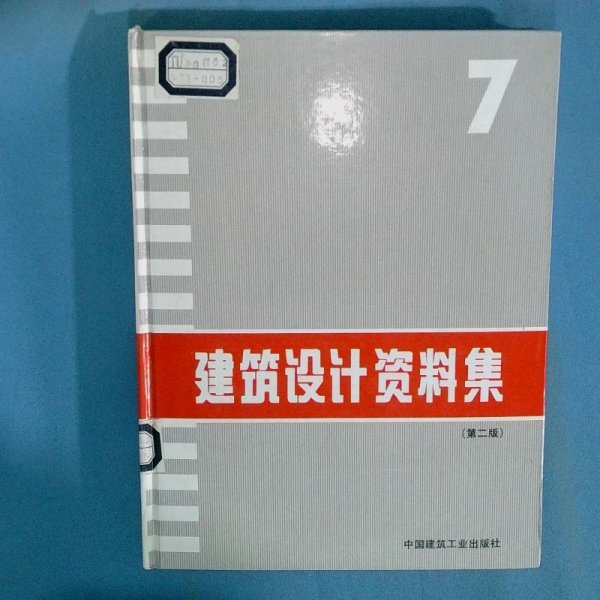 7
建筑设计资料集
(第二版)
中国建筑工业出版社